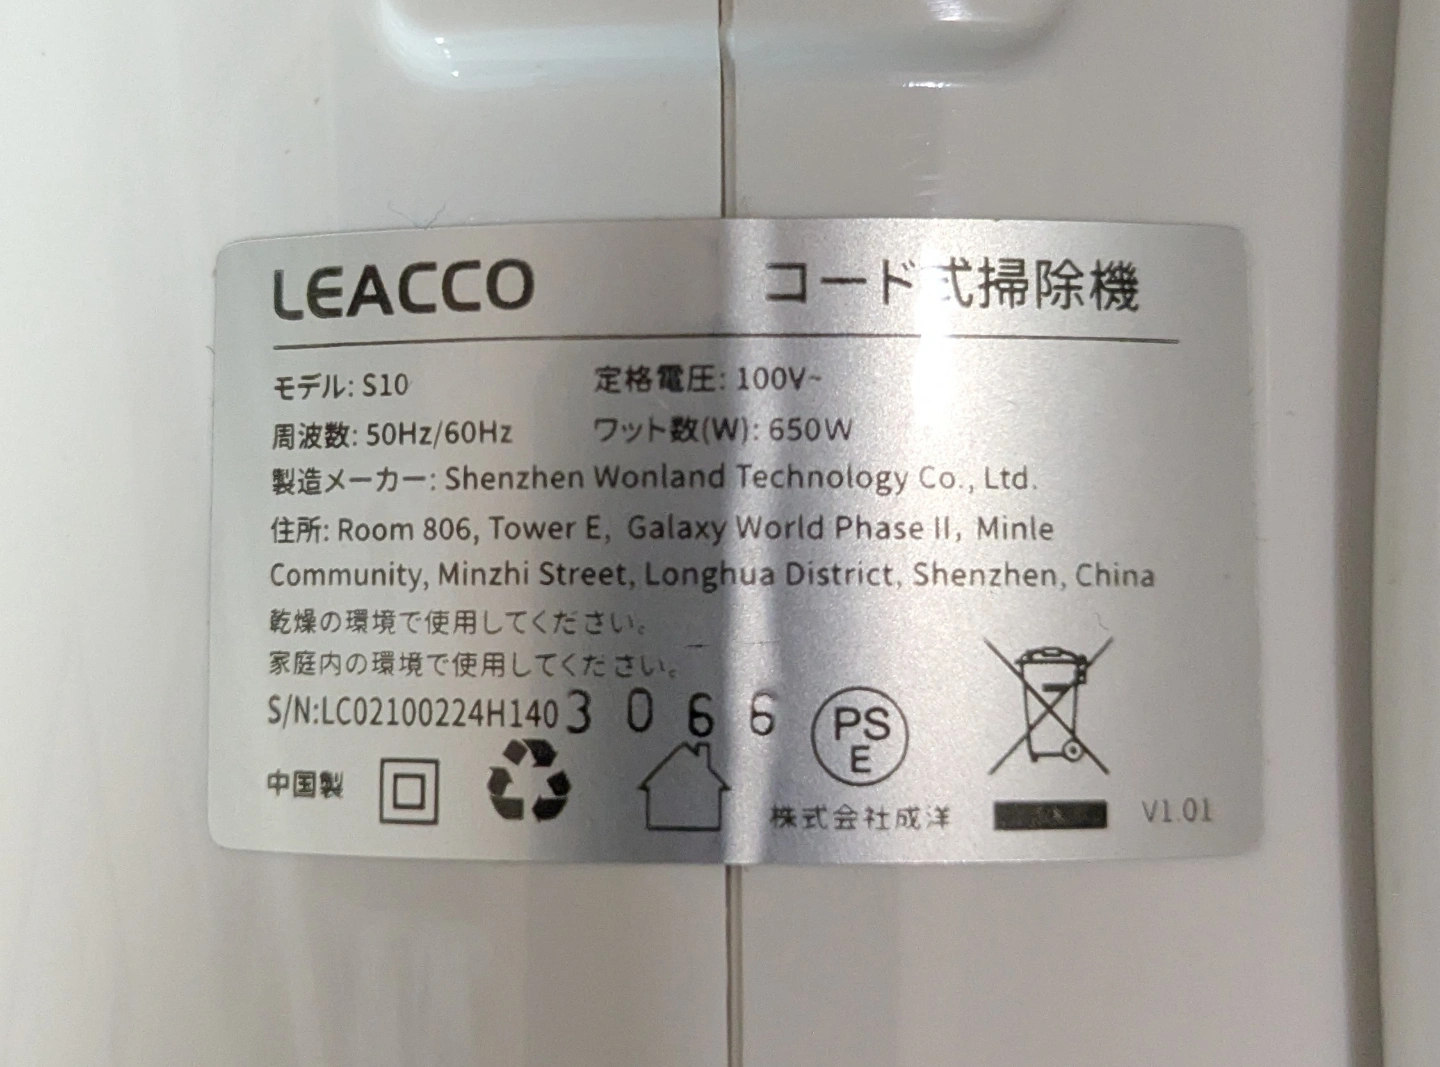 LEACCO コード式掃除機
モデル: S10 定格電圧: 100V~
周波数: 50Hz/60Hz ワット数(W): 650W
製造メーカー: Shenzhen Wonland Technology Co., Ltd.
住所: Room 806, Tower E, Galaxy World Phase II, Minle
Community, Minzhi Street, Longhua District, Shenzhen, China
乾燥の環境で使用してください。
家庭内の環境で使用してください。
S/N:LC02100224H1403 0 6 6
PS
E
中国製
株式会社成洋 V1.01